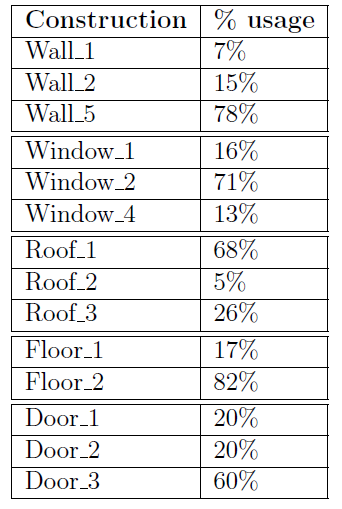 Construction % usage
Wall_1 7%
Wall_2 15%
Wall_5 78%
Window_1 16%
Window_2 71%
Window_4 13%
Roof_1 68%
Roof_2 5%
Roof_3 26%
Floor_1 17%
Floor_2 82%
Door_1 20%
Door_2 20%
Door_3 60%